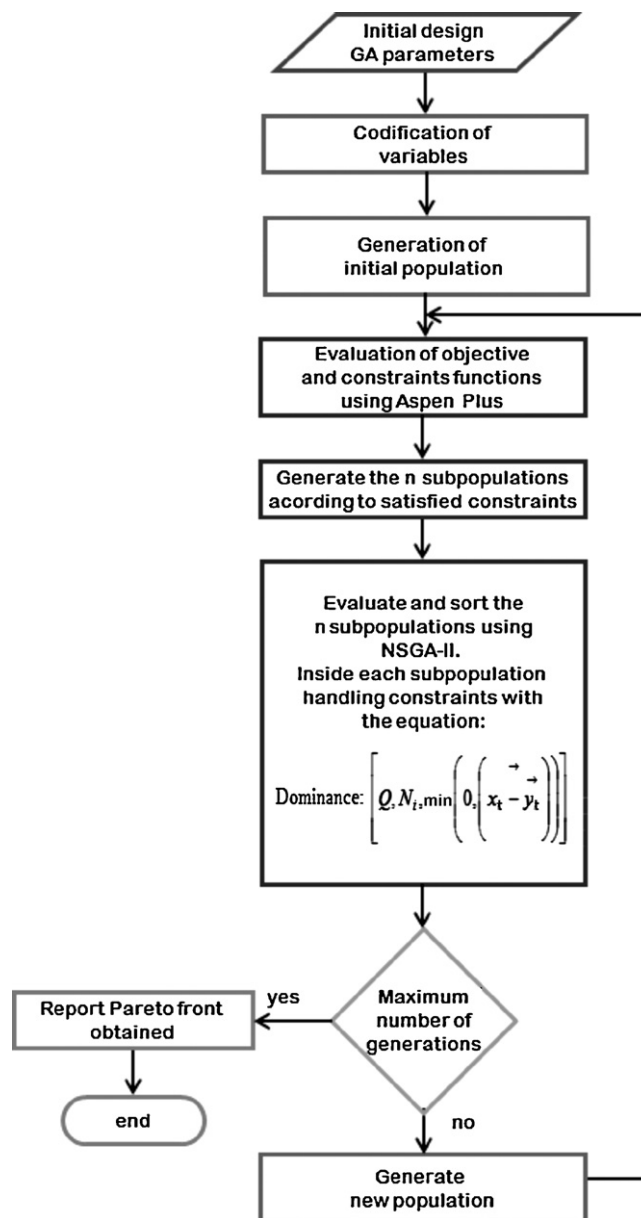 Initial design
GA parameters
Codification of
variables
Generation of
initial population
Evaluation of objective
and constraints functions
using Aspen Plus
Generate the n subpopulations
acording to satisfied constraints
Evaluate and sort the
n subpopulations using
NSGA-II.
Inside each subpopulation
handling constraints with
the equation:
Dominance: [Q, N_i, min(0, (x⃗_t − y⃗_t))]
Maximum
number of
generations
yes
Report Pareto front
obtained
end
no
Generate
new population